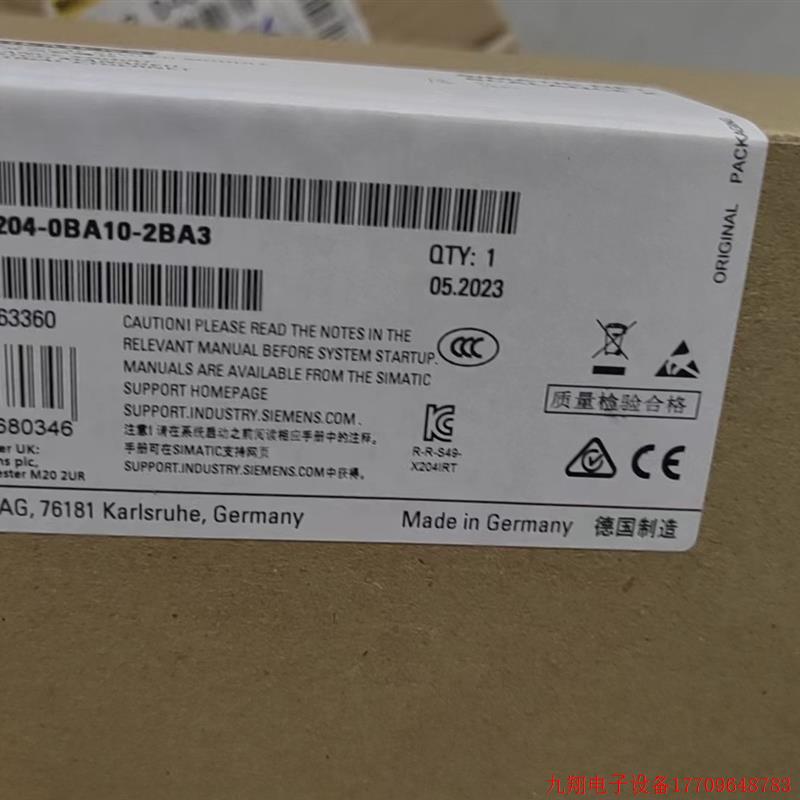 204-0BA10-2BA3
QTY: 1
05.2023
63360
CAUTION! PLEASE READ THE NOTES IN THE
RELEVANT MANUAL BEFORE SYSTEM STARTUP.
MANUALS ARE AVAILABLE FROM THE SIMATIC
SUPPORT HOMEPAGE
SUPPORT.INDUSTRY.SIEMENS.COM.
注意!请在系统启动之前阅读相应手册中的注释。
手册可在SIMATIC支持网页
SUPPORT.INDUSTRY.SIEMENS.COM中获得。
680346
er UK:
ns plc,
ester M20 2UR
CCC
R-R-S49-
X204IRT
质量检验合格
CE
AG, 76181 Karlsruhe, Germany
Made in Germany 德国制造
ORIGINAL PACKAGING
九翔电子设备17709648783